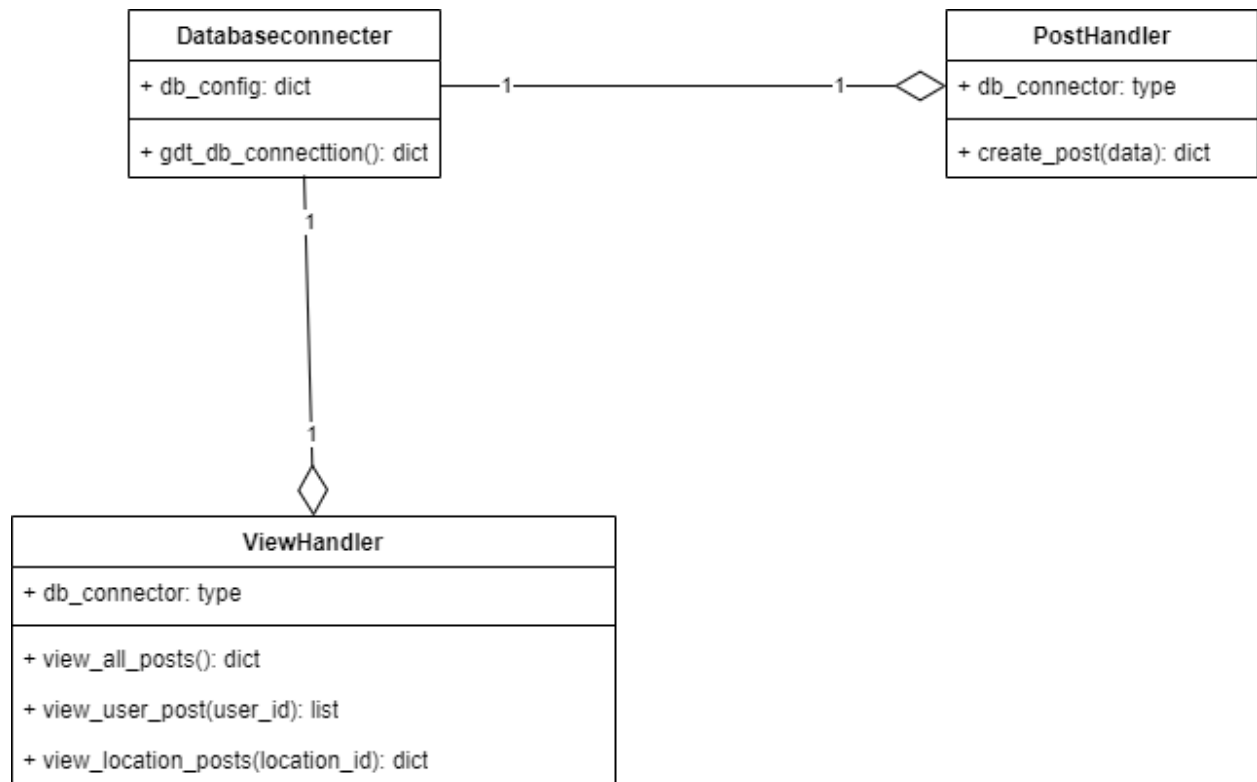 Databaseconnecter
+ db_config: dict
+ gdt_db_connecttion(): dict
1
1
PostHandler
+ db_connector: type
+ create_post(data): dict
1
1
ViewHandler
+ db_connector: type
+ view_all_posts(): dict
+ view_user_post(user_id): list
+ view_location_posts(location_id): dict